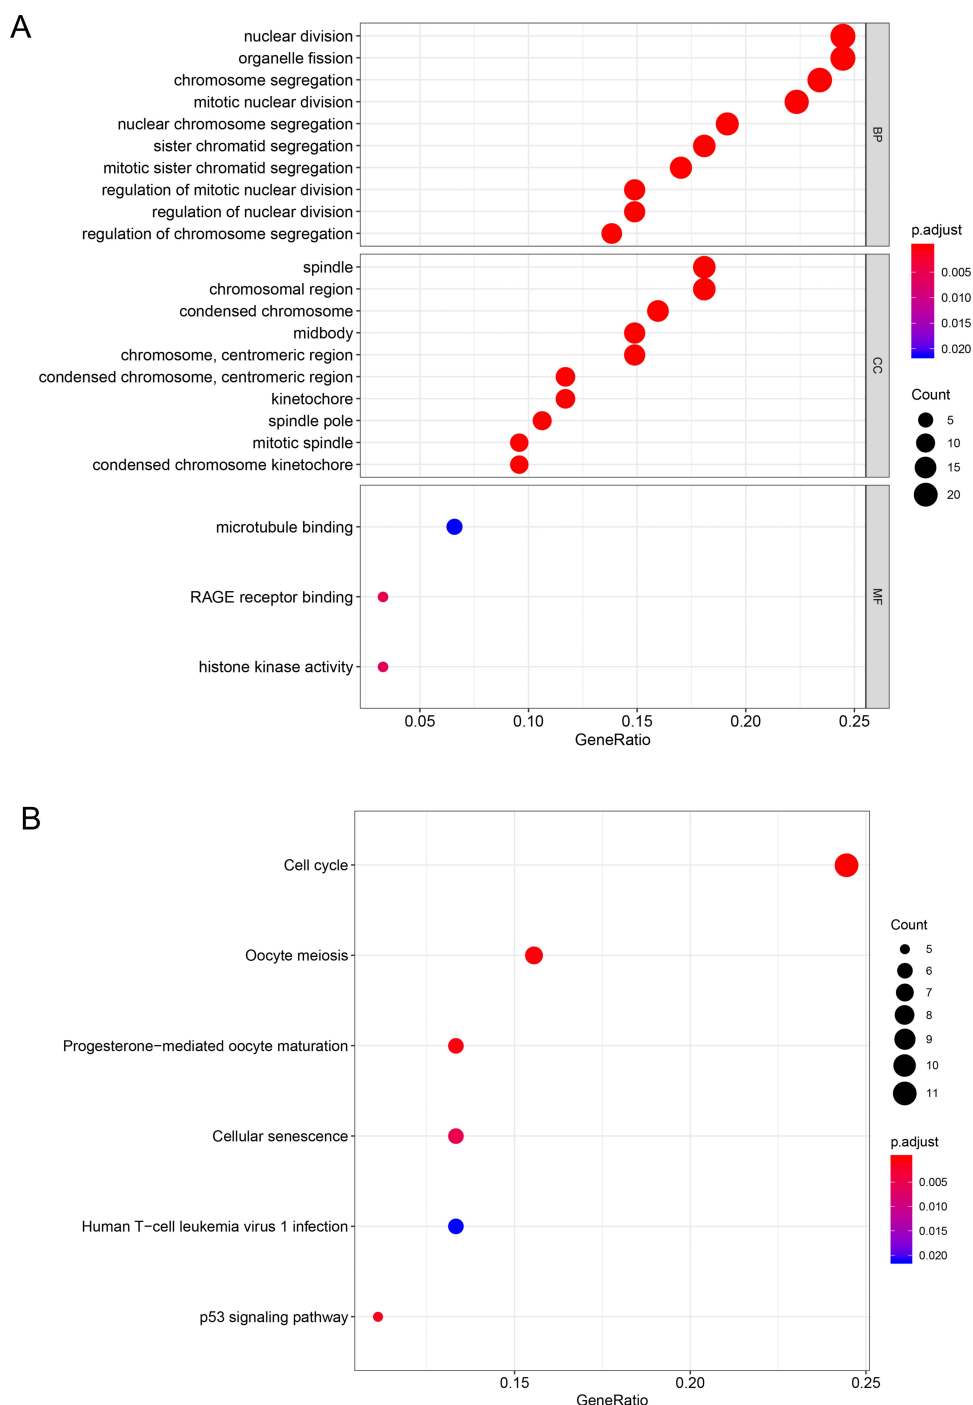 A
nuclear division
organelle fission
chromosome segregation
mitotic nuclear division
nuclear chromosome segregation
sister chromatid segregation
mitotic sister chromatid segregation
regulation of mitotic nuclear division
regulation of nuclear division
regulation of chromosome segregation
BP
spindle
chromosomal region
condensed chromosome
midbody
chromosome, centromeric region
condensed chromosome, centromeric region
kinetochore
spindle pole
mitotic spindle
condensed chromosome kinetochore
CC
microtubule binding
RAGE receptor binding
histone kinase activity
MF
0.05 0.10 0.15 0.20 0.25
GeneRatio
p.adjust
0.005
0.010
0.015
0.020
Count
5
10
15
20
B
Cell cycle
Oocyte meiosis
Progesterone−mediated oocyte maturation
Cellular senescence
Human T−cell leukemia virus 1 infection
p53 signaling pathway
0.15 0.20 0.25
GeneRatio
Count
5
6
7
8
9
10
11
p.adjust
0.005
0.010
0.015
0.020